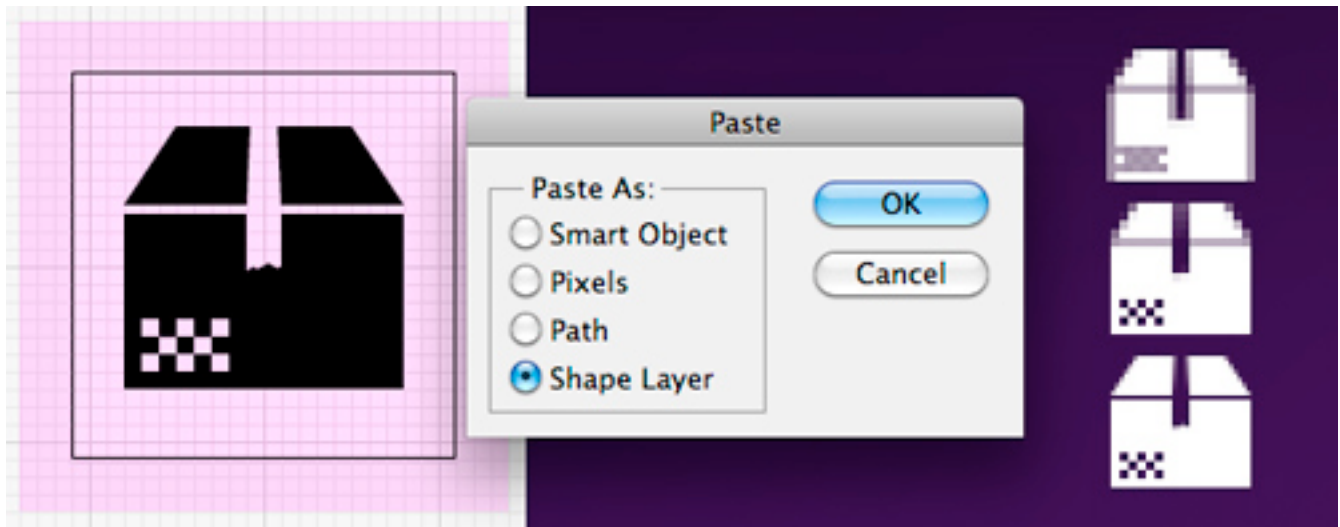 Paste
Paste As:
Smart Object
Pixels
Path
Shape Layer
OK
Cancel